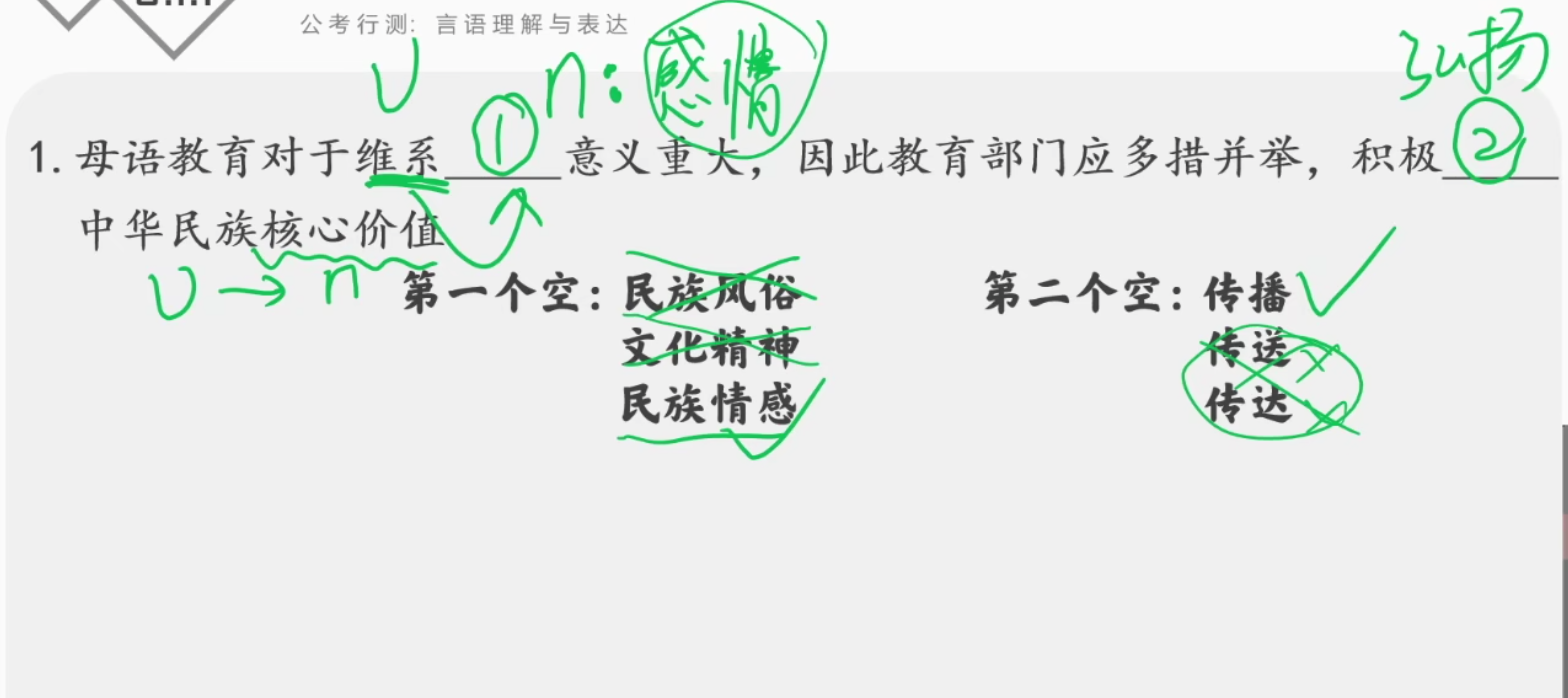 公考行测: 言语理解与表达
弘扬
v n: 感情
1. 母语教育对于维系 ① 意义重大，因此教育部门应多措并举，积极 ②
中华民族核心价值
v → n 第一个空: 民族风俗 第二个空: 传播
文化精神 传送
民族情感 传达